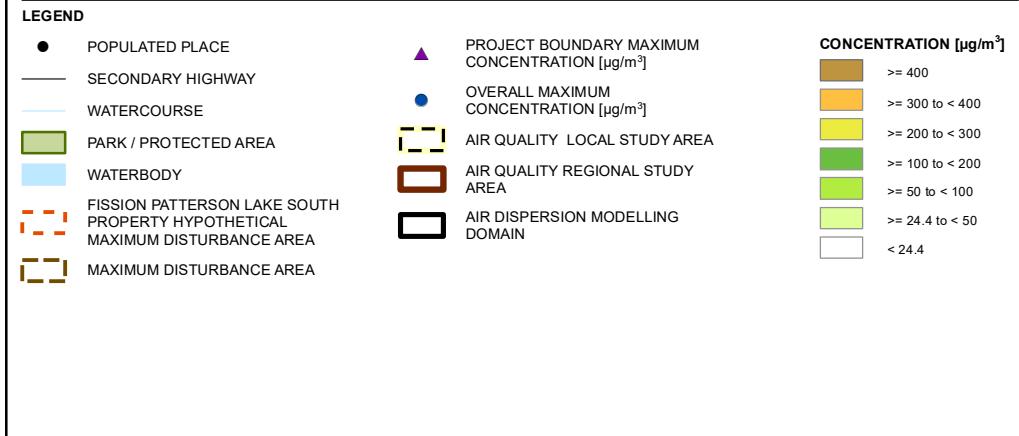 LEGEND
POPULATED PLACE
SECONDARY HIGHWAY
WATERCOURSE
PARK / PROTECTED AREA
WATERBODY
FISSION PATTERSON LAKE SOUTH
PROPERTY HYPOTHETICAL
MAXIMUM DISTURBANCE AREA
MAXIMUM DISTURBANCE AREA
PROJECT BOUNDARY MAXIMUM
CONCENTRATION [µg/m³]
OVERALL MAXIMUM
CONCENTRATION [µg/m³]
AIR QUALITY LOCAL STUDY AREA
AIR QUALITY REGIONAL STUDY
AREA
AIR DISPERSION MODELLING
DOMAIN
CONCENTRATION [µg/m³]
>= 400
>= 300 to < 400
>= 200 to < 300
>= 100 to < 200
>= 50 to < 100
>= 24.4 to < 50
< 24.4